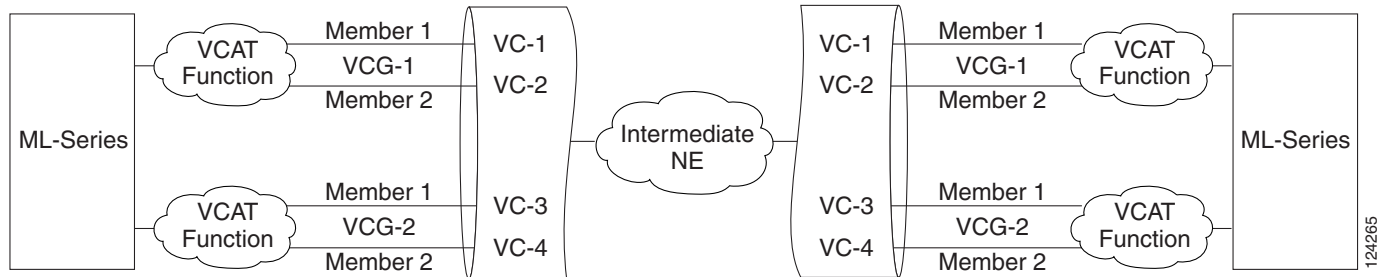 ML-Series
VCAT
Function
Member 1
VCG-1
Member 2
VC-1
VC-2
VCAT
Function
Member 1
VCG-2
Member 2
VC-3
VC-4
Intermediate
NE
VC-1
VC-2
Member 1
VCG-1
Member 2
VCAT
Function
VC-3
VC-4
Member 1
VCG-2
Member 2
VCAT
Function
ML-Series
124265